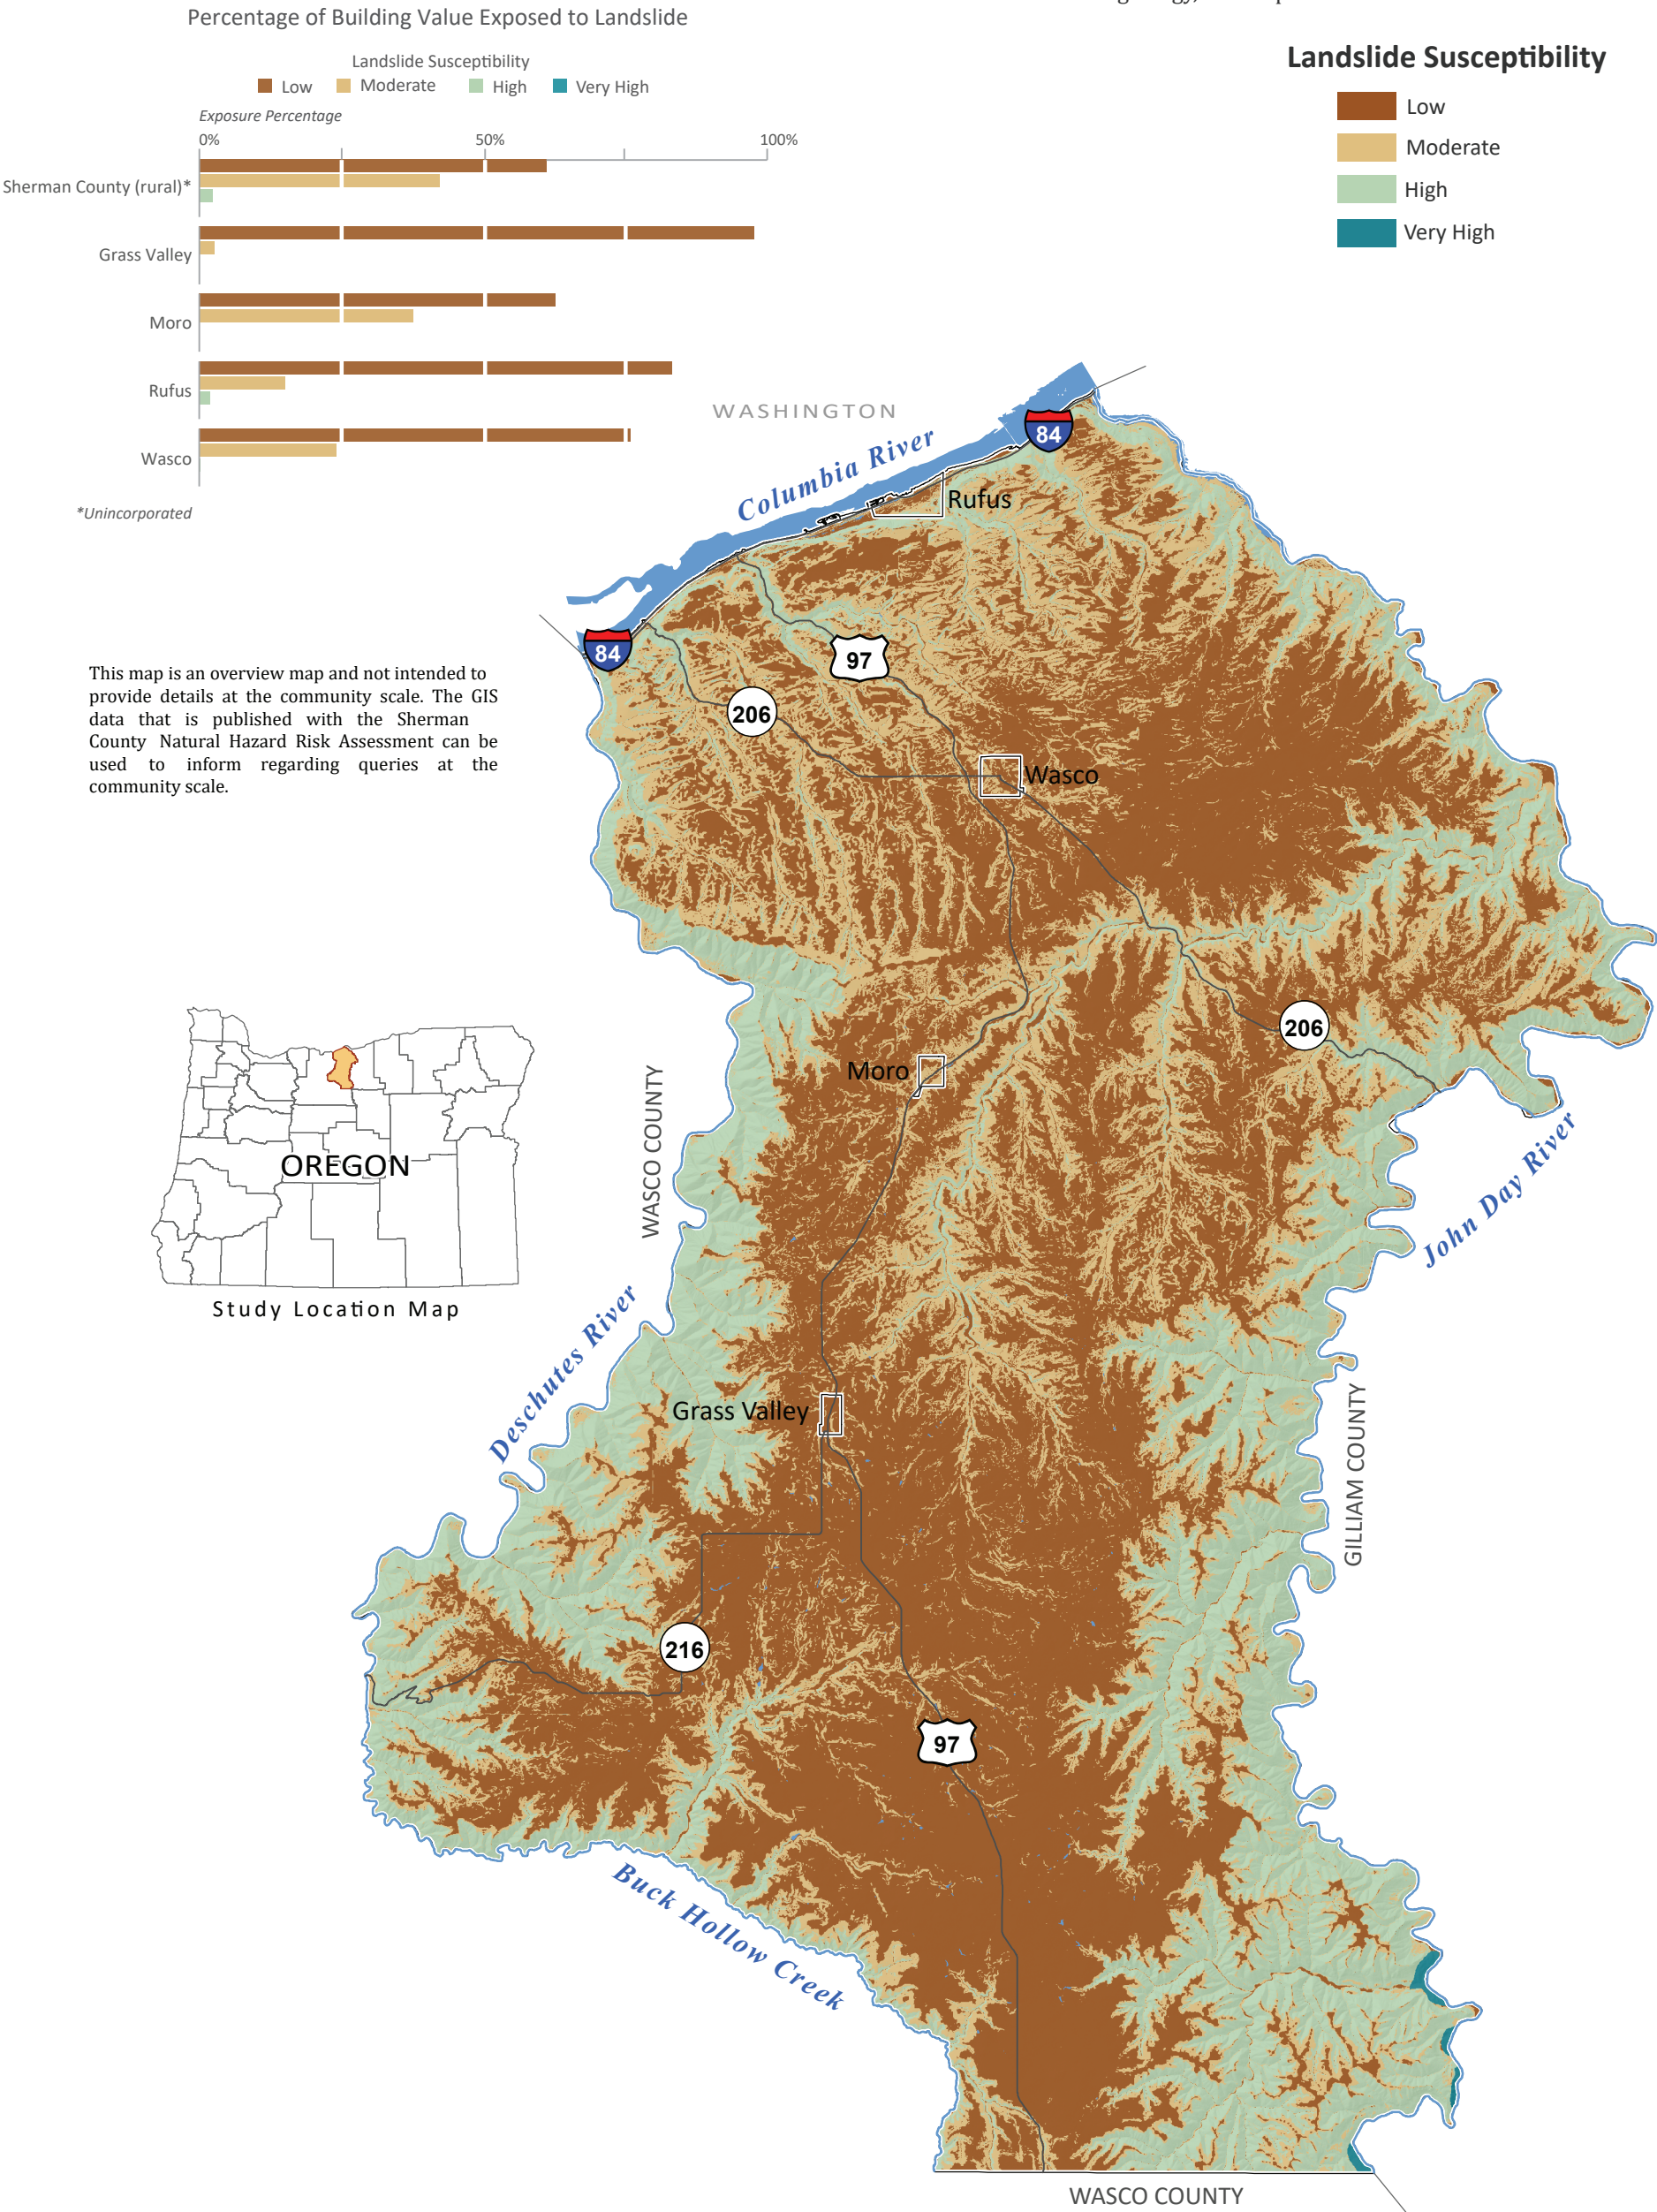 Percentage of Building Value Exposed to Landslide
Landslide Susceptibility
Low Moderate High Very High
Exposure Percentage
0% 50% 100%
Sherman County (rural)*
Grass Valley
Moro
Rufus
Wasco
*Unincorporated
Landslide Susceptibility
Low
Moderate
High
Very High
WASHINGTON
Columbia River
84
Rufus
84
97
206
Wasco
This map is an overview map and not intended to
provide details at the community scale. The GIS
data that is published with the Sherman
County Natural Hazard Risk Assessment can be
used to inform regarding queries at the
community scale.
206
Moro
WASCO COUNTY
OREGON
Study Location Map
John Day River
Deschutes River
Grass Valley
GILLIAM COUNTY
216
97
Buck Hollow Creek
WASCO COUNTY